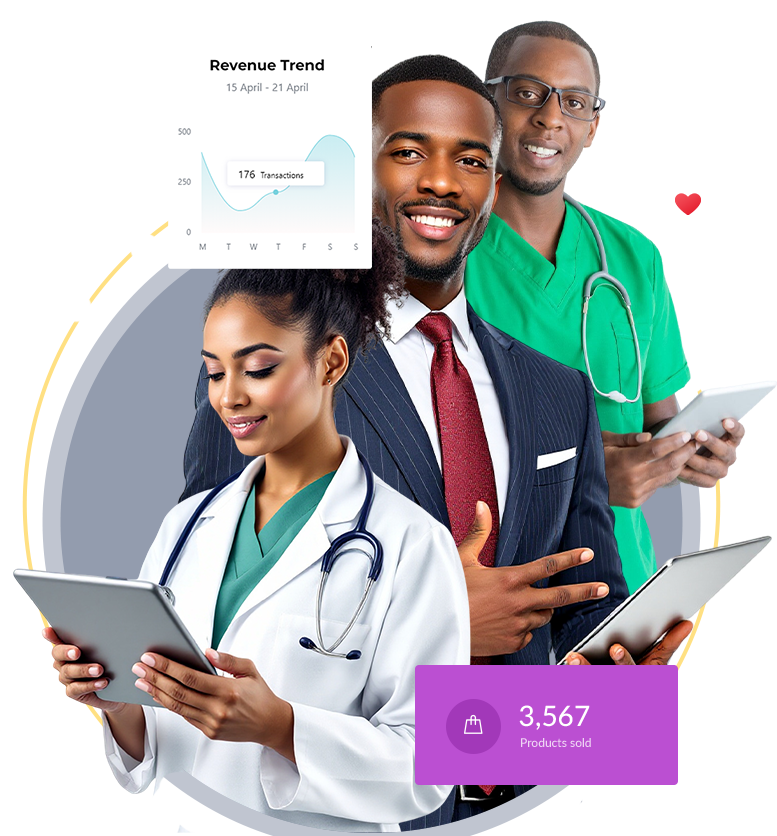 Revenue Trend
15 April - 21 April
500
176 Transactions
250
0
M T W T F S S
3,567
Products sold